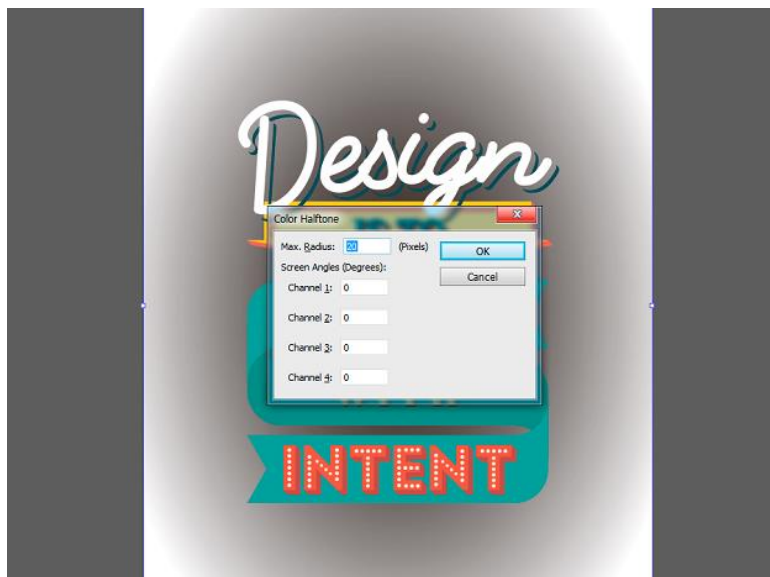 Design
Color Halftone
Max. Radius: 20 (Pixels) OK
Screen Angles (Degrees): Cancel
Channel 1: 0
Channel 2: 0
Channel 3: 0
Channel 4: 0
INTENT